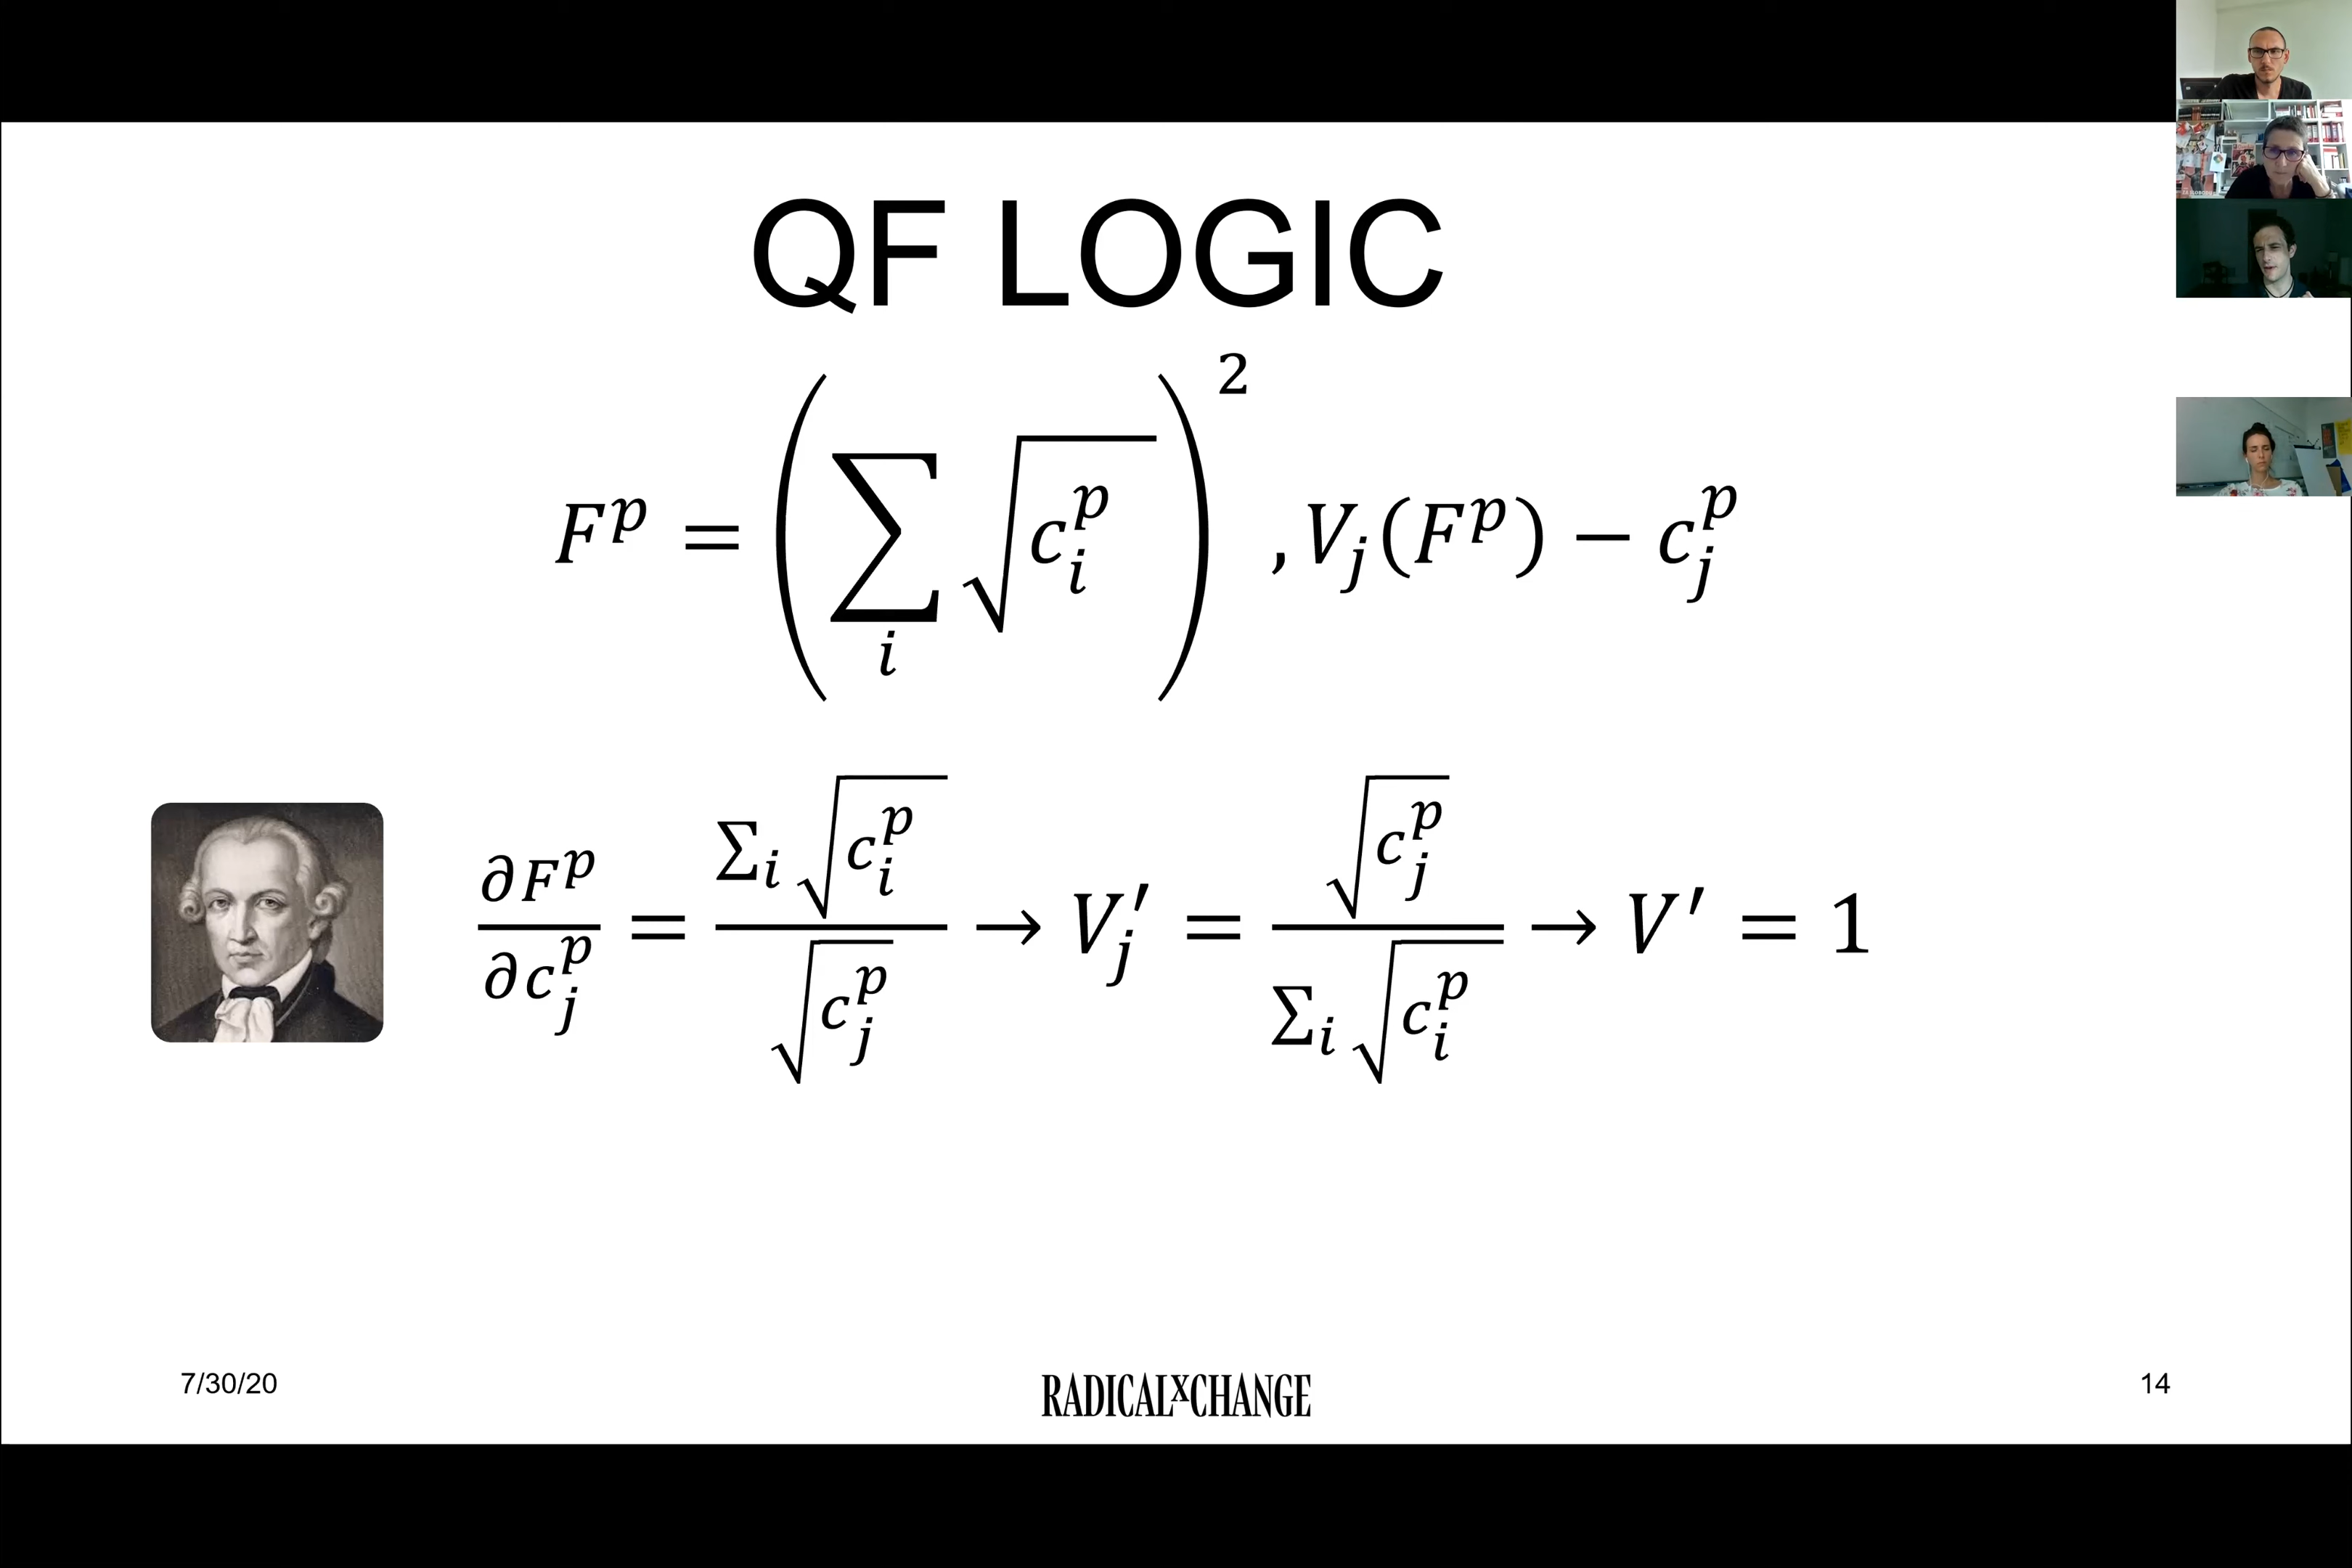 QF LOGIC
F^p = (∑_i √(c_i^p))^2, V_j(F^p) − c_j^p
∂F^p/∂c_j^p = ∑_i √(c_i^p) / √(c_j^p) → V_j′ = √(c_j^p) / ∑_i √(c_i^p) → V′ = 1
7/30/20
RADICALXCHANGE
14